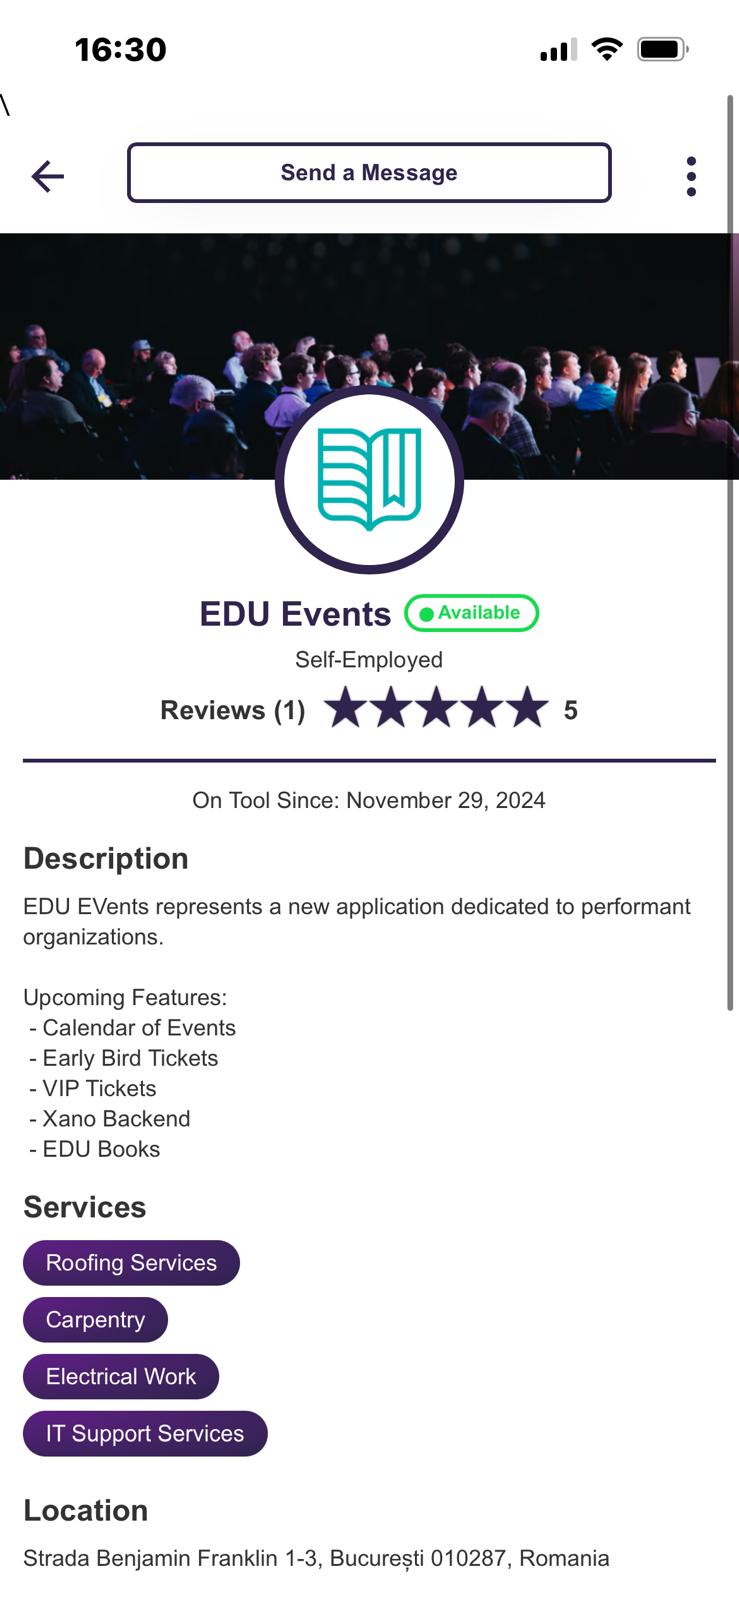 16:30
\
Send a Message
EDU Events
Available
Self-Employed
Reviews (1) 5
On Tool Since: November 29, 2024
Description
EDU EVents represents a new application dedicated to performant
organizations.
Upcoming Features:
- Calendar of Events
- Early Bird Tickets
- VIP Tickets
- Xano Backend
- EDU Books
Services
Roofing Services
Carpentry
Electrical Work
IT Support Services
Location
Strada Benjamin Franklin 1-3, București 010287, Romania